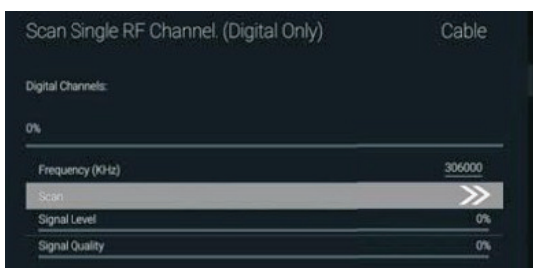 Scan Single RF Channel. (Digital Only) Cable
Digital Channels:
0%
Frequency (KHz) 306000
Scan
Signal Level 0%
Signal Quality 0%